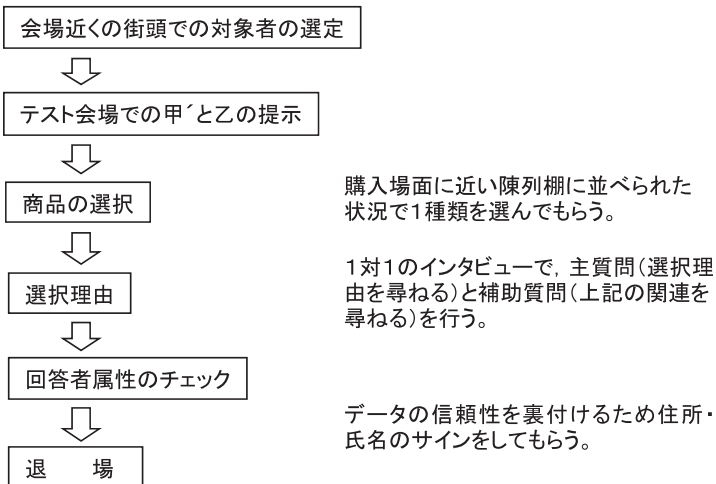 会場近くの街頭での対象者の選定
テスト会場での甲´と乙の提示
商品の選択
購入場面に近い陳列棚に並べられた
状況で1種類を選んでもらう。
選択理由
1対1のインタビューで，主質問（選択理
由を尋ねる）と補助質問（上記の関連を
尋ねる）を行う。
回答者属性のチェック
データの信頼性を裏付けるため住所・
氏名のサインをしてもらう。
退　　場